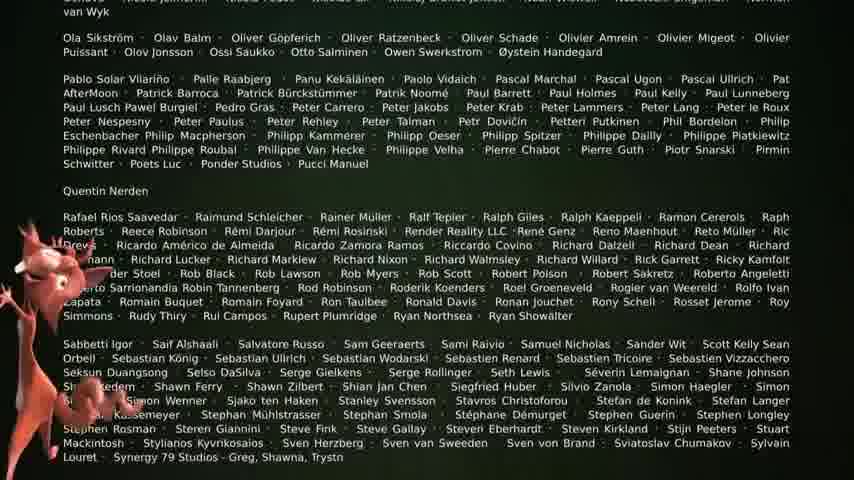 van Wyk
Ola Sikström · Olav Balm · Oliver Göpferich · Oliver Ratzenbeck · Oliver Schade · Olivier Amrein · Olivier Migeot · Olivier
Puissant · Olov Jonsson · Ossi Saukko · Otto Salminen · Owen Swerkstrom · Øystein Handegard
Pablo Solar Vilariño · Palle Raabjerg · Panu Kekäläinen · Paolo Vidaich · Pascal Marchal · Pascal Ugon · Pascal Ullrich · Pat
AfterMoon · Patrick Barroca · Patrick Bürckstümmer · Patrik Noomé · Paul Barrett · Paul Holmes · Paul Kelly · Paul Lunneberg
Paul Lusch Pawel Burgiel · Pedro Gras · Peter Carrero · Peter Jakobs · Peter Krab · Peter Lammers · Peter Lang · Peter le Roux
Peter Nespesny · Peter Paulus · Peter Rehley · Peter Talman · Petr Dovičin · Petteri Putkinen · Phil Bordelon · Philip
Eschenbacher Philip Macpherson · Philipp Kammerer · Philipp Oeser · Philipp Spitzer · Philippe Dailly · Philippe Piatkiewitz
Philippe Rivard Philippe Roubal · Philippe Van Hecke · Philippe Velha · Pierre Chabot · Pierre Guth · Piotr Snarski · Pirmin
Schwitter · Poets Luc · Ponder Studios · Pucci Manuel
Quentin Nerden
Rafael Rios Saavedar · Raimund Schleicher · Rainer Müller · Ralf Tepler · Ralph Giles · Ralph Kaeppeli · Ramon Cererols · Raph
Roberts · Reece Robinson · Rémi Darjour · Rémi Rosinski · Render Reality LLC ·René Genz · Reno Maenhout · Reto Müller · Ric
Drews · Ricardo Américo de Almeida · Ricardo Zamora Ramos · Riccardo Covino · Richard Dalzell · Richard Dean · Richard
· Richard Lucker · Richard Marklew · Richard Nixon · Richard Walmsley · Richard Willard · Rick Garrett · Ricky Kamfolt
der Stoel · Rob Black · Rob Lawson · Rob Myers · Rob Scott · Robert Poison · Robert Sakretz · Roberto Angeletti
Sarrionandia Robin Tannenberg · Rod Robinson · Roderik Koenders · Roel Groeneveld · Rogier van Weereld · Rolfo Ivan
Zapata · Romain Buquet · Romain Foyard · Ron Taulbee · Ronald Davis · Ronan Jouchet · Rony Schell · Rosset Jerome · Roy
Simmons · Rudy Thiry · Rui Campos · Rupert Plumridge · Ryan Northsea · Ryan Showalter
Sabbetti Igor · Saif Alshaali · Salvatore Russo · Sam Geeraerts · Sami Raivio · Samuel Nicholas · Sander Wit · Scott Kelly Sean
Orbell · Sebastian König · Sebastian Ullrich · Sebastian Wodarski · Sebastien Renard · Sebastien Tricoire · Sebastien Vizzacchero
Seksun Duangsong · Selso DaSilva · Serge Gielkens · Serge Rollinger · Seth Lewis · Séverin Lemaignan · Shane Johnson
Kedem · Shawn Ferry · Shawn Zilbert · Shian Jan Chen · Siegfried Huber · Silvio Zanola · Simon Haegler · Simon
Simon Wenner · Sjako ten Haken · Stanley Svensson · Stavros Christoforou · Stefan de Konink · Stefan Langer
Kassemeyer · Stephan Mühlstrasser · Stephan Smola · Stéphane Démurget · Stephen Guerin · Stephen Longley
Stephen Rosman · Steren Giannini · Steve Fink · Steve Gallay · Steven Eberhardt · Steven Kirkland · Stijn Peeters · Stuart
Mackintosh · Stylianos Kyvrikosaios · Sven Herzberg · Sven van Sweeden · Sven von Brand · Sviatoslav Chumakov · Sylvain
Louret · Synergy 79 Studios - Greg, Shawna, Trystn